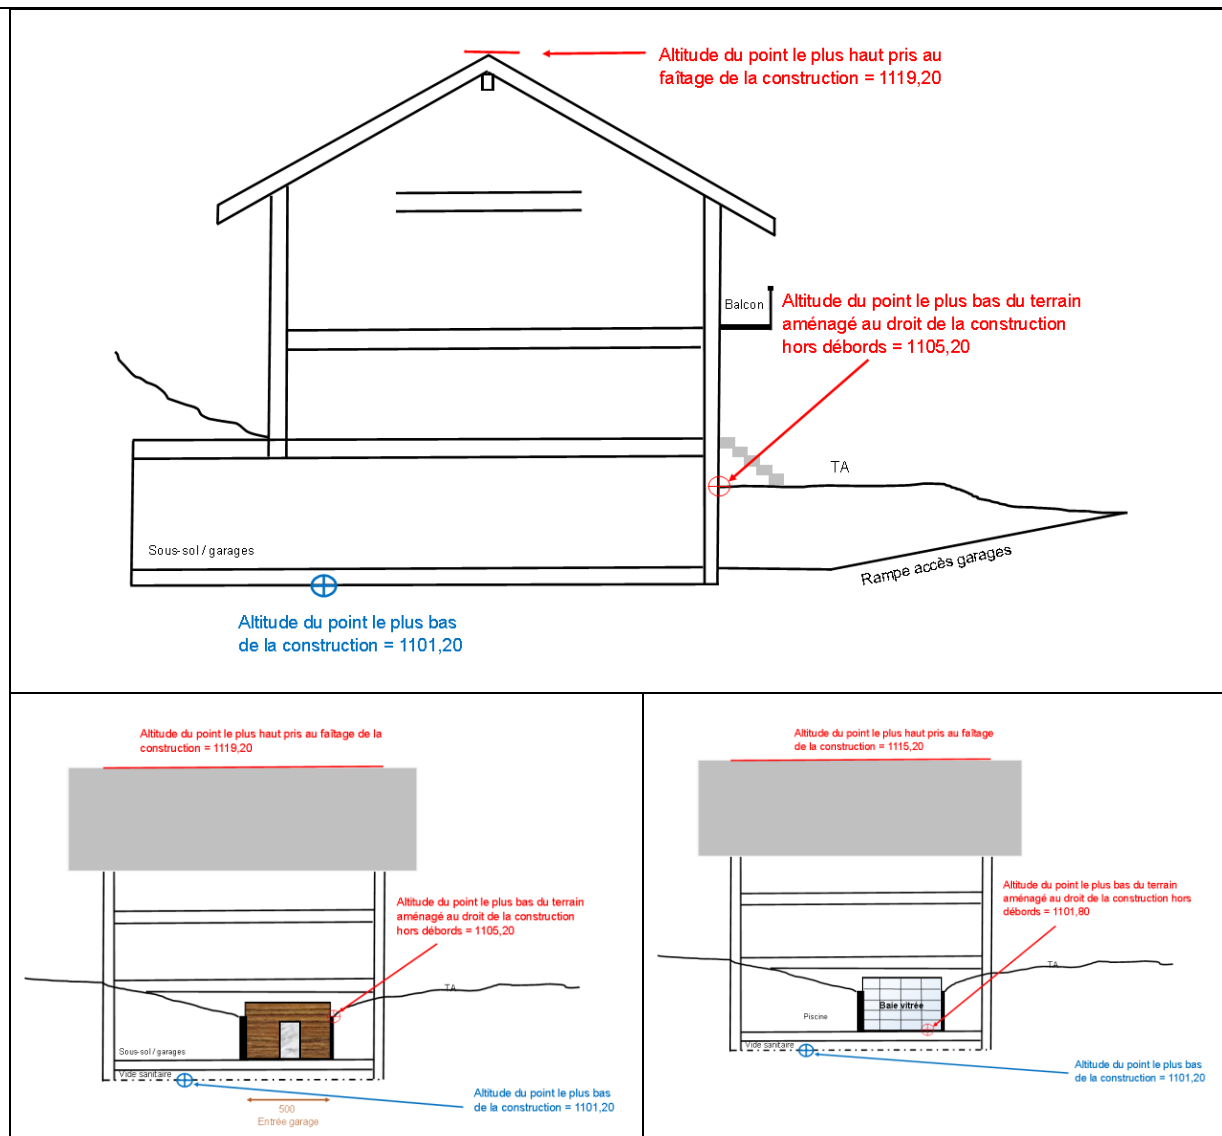 Altitude du point le plus haut pris au
faîtage de la construction = 1119,20
Balcon
Altitude du point le plus bas du terrain
aménagé au droit de la construction
hors débords = 1105,20
TA
Sous-sol / garages
Rampe accès garages
Altitude du point le plus bas
de la construction = 1101,20
Altitude du point le plus haut pris au faîtage de la
construction = 1119,20
Altitude du point le plus bas du terrain
aménagé au droit de la construction
hors débords = 1105,20
TA
Sous-sol / garages
Vide sanitaire
500
Entrée garage
Altitude du point le plus bas
de la construction = 1101,20
Altitude du point le plus haut pris au faîtage
de la construction = 1115,20
Altitude du point le plus bas du terrain
aménagé au droit de la construction hors
débords = 1101,80
TA
Baie vitrée
Piscine
Vide sanitaire
Altitude du point le plus bas
de la construction = 1101,20